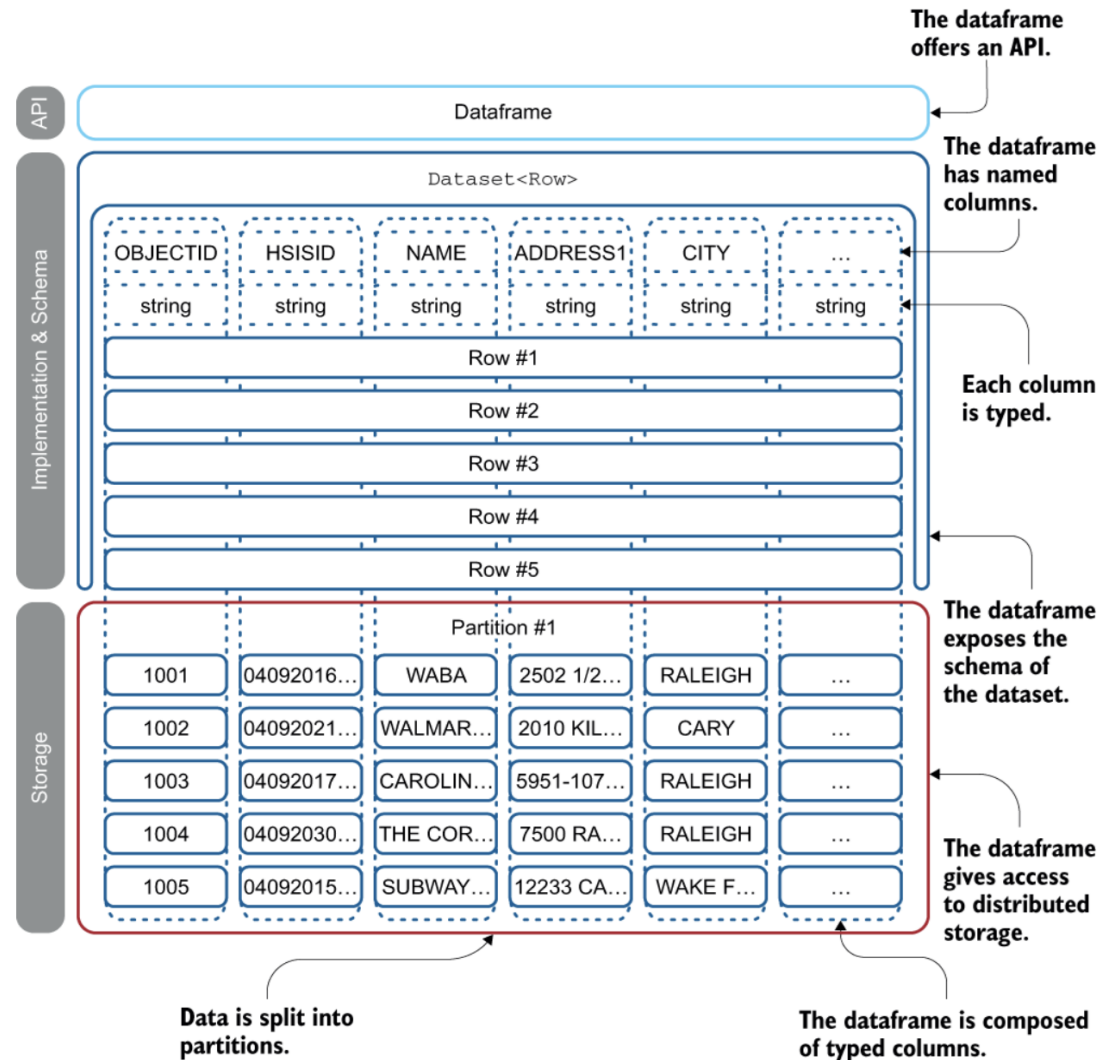 The dataframe
offers an API.
API
Dataframe
The dataframe
has named
columns.
Implementation & Schema
Dataset<Row>
OBJECTID HSISID NAME ADDRESS1 CITY ...
string string string string string string
Row #1
Each column
is typed.
Row #2
Row #3
Row #4
Row #5
The dataframe
exposes the
schema of
the dataset.
Storage
Partition #1
1001 04092016... WABA 2502 1/2... RALEIGH ...
1002 04092021... WALMAR... 2010 KIL... CARY ...
1003 04092017... CAROLIN... 5951-107... RALEIGH ...
1004 04092030... THE COR... 7500 RA... RALEIGH ...
1005 04092015... SUBWAY... 12233 CA... WAKE F... ...
The dataframe
gives access
to distributed
storage.
Data is split into
partitions.
The dataframe is composed
of typed columns.